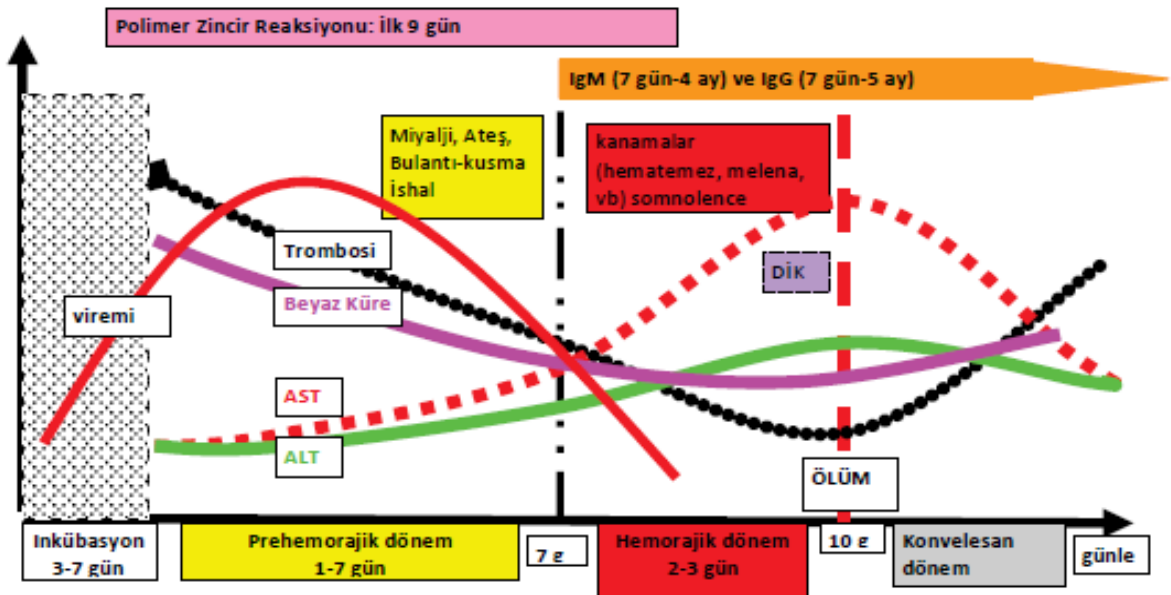 Polimer Zincir Reaksiyonu: İlk 9 gün
IgM (7 gün-4 ay) ve IgG (7 gün-5 ay)
Miyalji, Ateş,
Bulantı-kusma
İshal
kanamalar
(hematemez, melena,
vb) somnolence
Trombosi
DİK
Beyaz Küre
viremi
AST
ALT
ÖLÜM
İnkübasyon
3-7 gün
Prehemorajik dönem
1-7 gün
7 g
Hemorajik dönem
2-3 gün
10 g
Konvelesan
dönem
günle